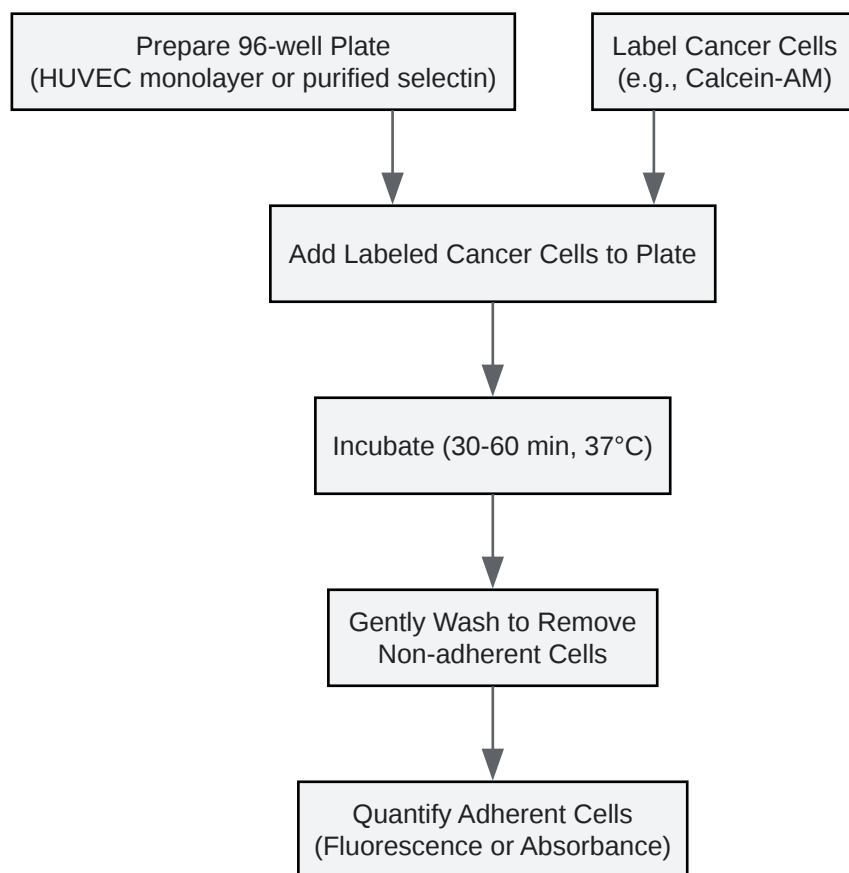 Prepare 96-well Plate
(HUVEC monolayer or purified selectin)
Label Cancer Cells
(e.g., Calcein-AM)
Add Labeled Cancer Cells to Plate
Incubate (30-60 min, 37°C)
Gently Wash to Remove
Non-adherent Cells
Quantify Adherent Cells
(Fluorescence or Absorbance)